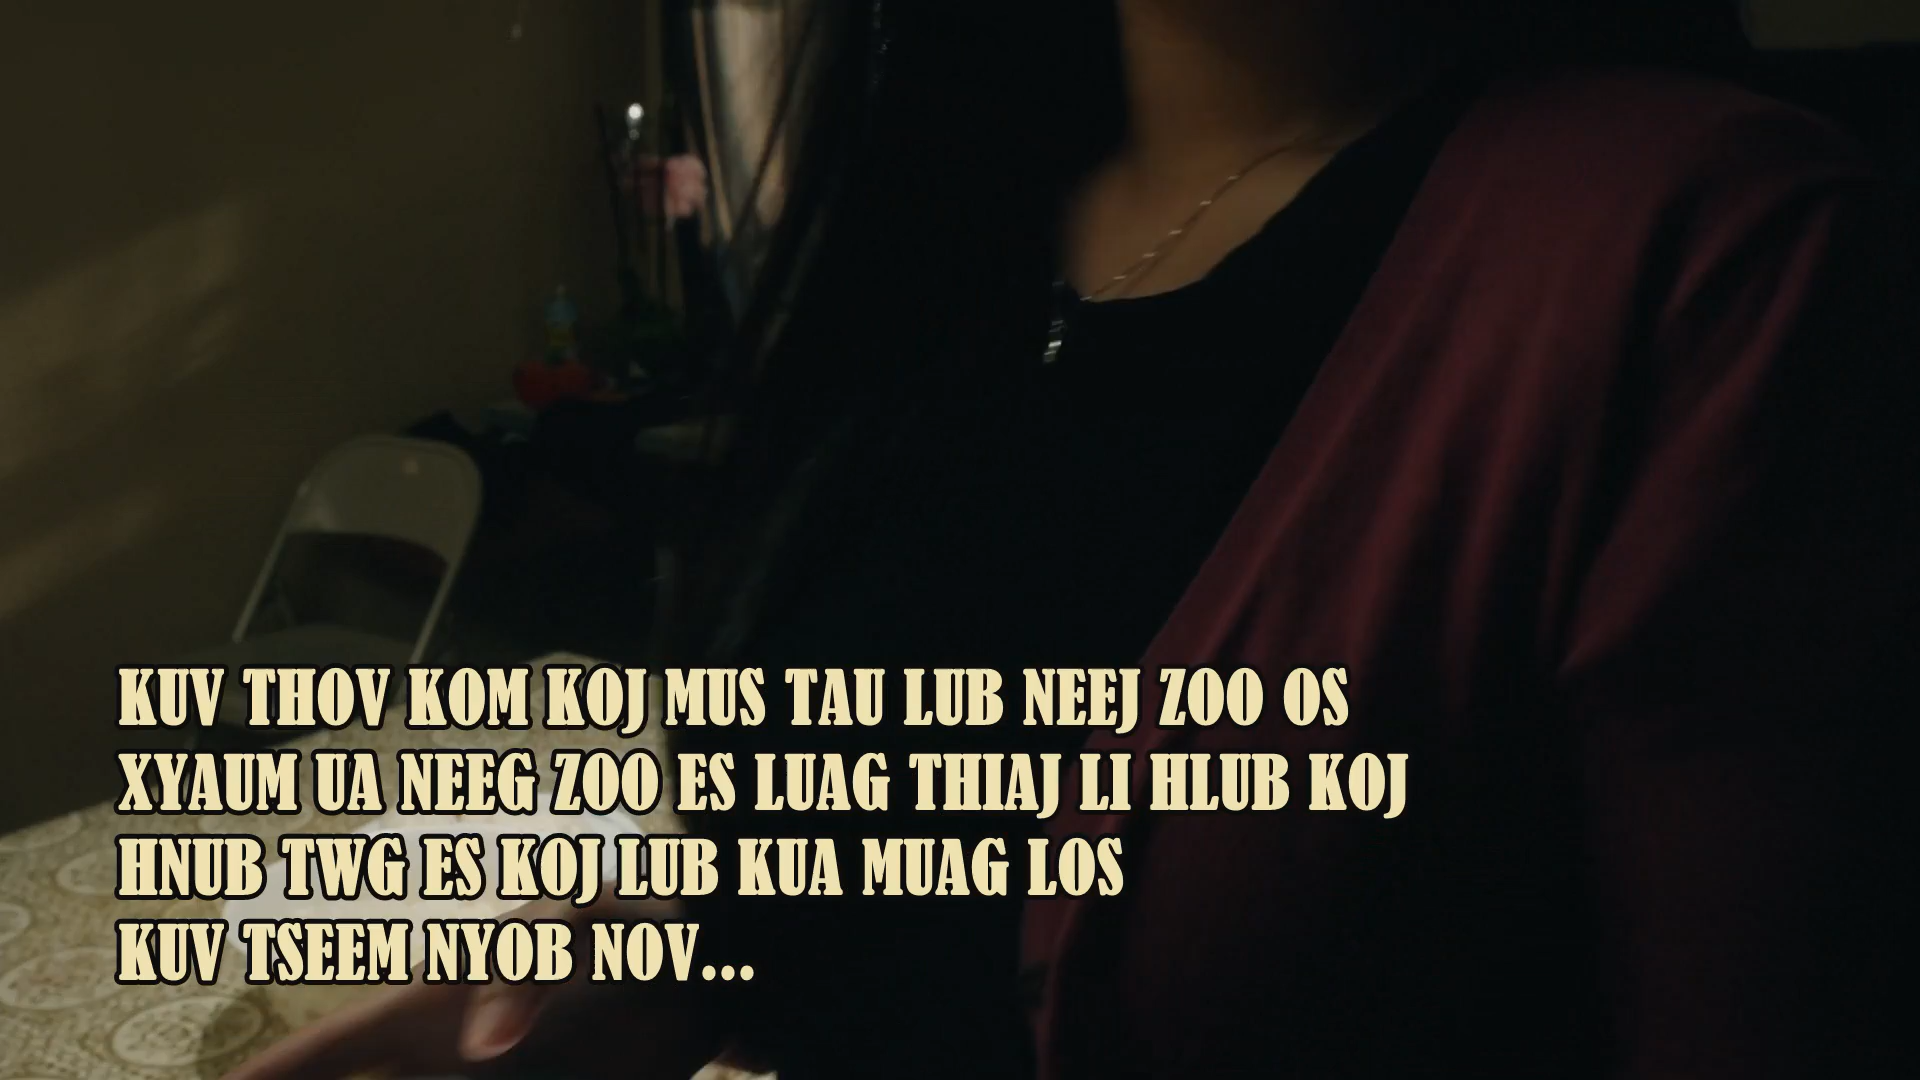 KUV THOV KOM KOJ MUS TAU LUB NEEJ ZOO OS
XYAUM UA NEEG ZOO ES LUAG THIAJ LI HLUB KOJ
HNUB TWG ES KOJ LUB KUA MUAG LOS
KUV TSEEM NYOB NOV...